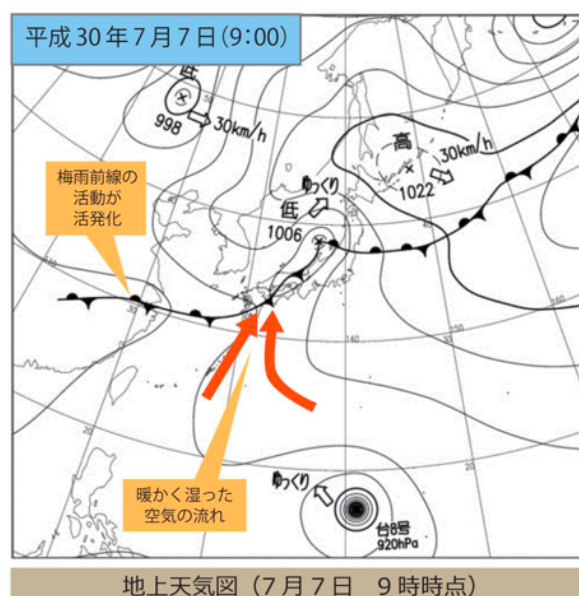 平成30年7月7日（9:00）
低
998
30km/h
高
30km/h
1022
ゆっくり
低
1006
梅雨前線の
活動が
活発化
暖かく湿った
空気の流れ
ゆっくり
台8号
920hPa
地上天気図（7月7日　9時時点）